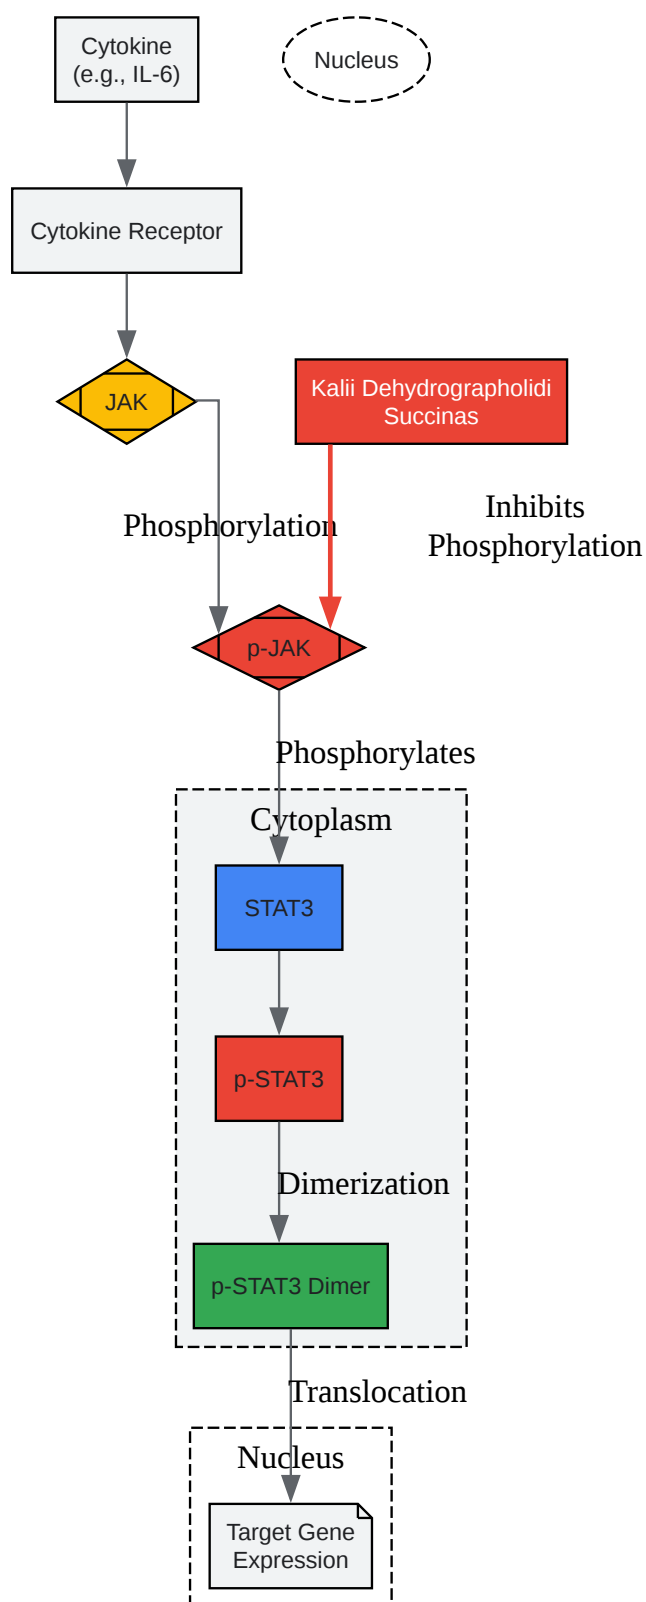 Cytokine
(e.g., IL-6)
Nucleus
Cytokine Receptor
JAK
Kalii Dehydrographolidi
Succinas
Phosphorylation
Inhibits
Phosphorylation
p-JAK
Phosphorylates
Cytoplasm
STAT3
p-STAT3
Dimerization
p-STAT3 Dimer
Translocation
Nucleus
Target Gene
Expression